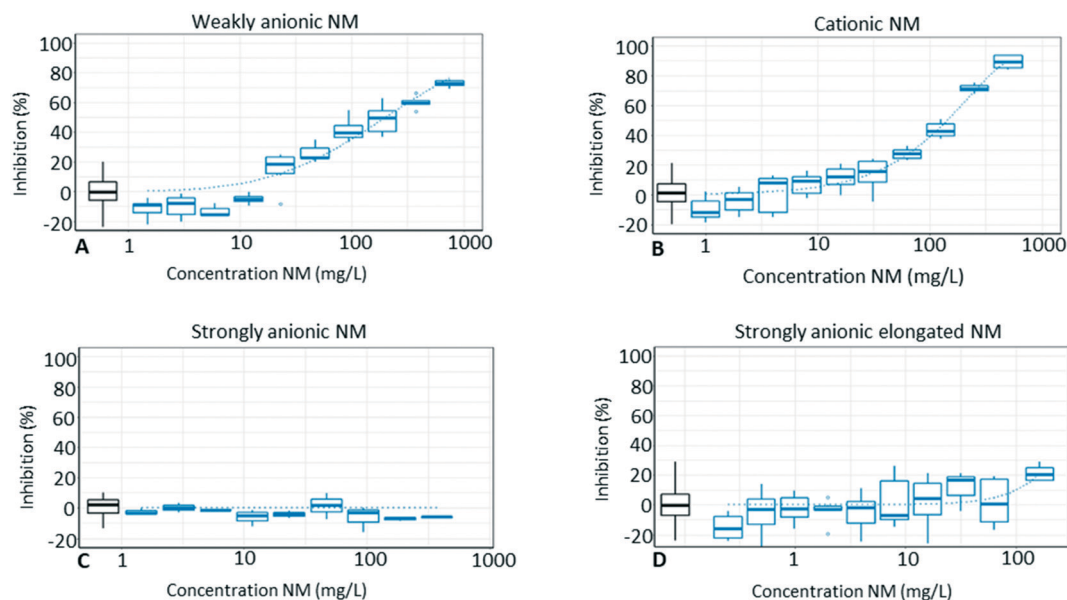 Weakly anionic NM
100
80
60
40
20
0
-20
Inhibition (%)
A
1
10
100
1000
Concentration NM (mg/L)
Cationic NM
100
80
60
40
20
0
-20
Inhibition (%)
B
1
10
100
1000
Concentration NM (mg/L)
Strongly anionic NM
100
80
60
40
20
0
-20
Inhibition (%)
C
1
10
100
1000
Concentration NM (mg/L)
Strongly anionic elongated NM
100
80
60
40
20
0
-20
Inhibition (%)
D
1
10
100
Concentration NM (mg/L)